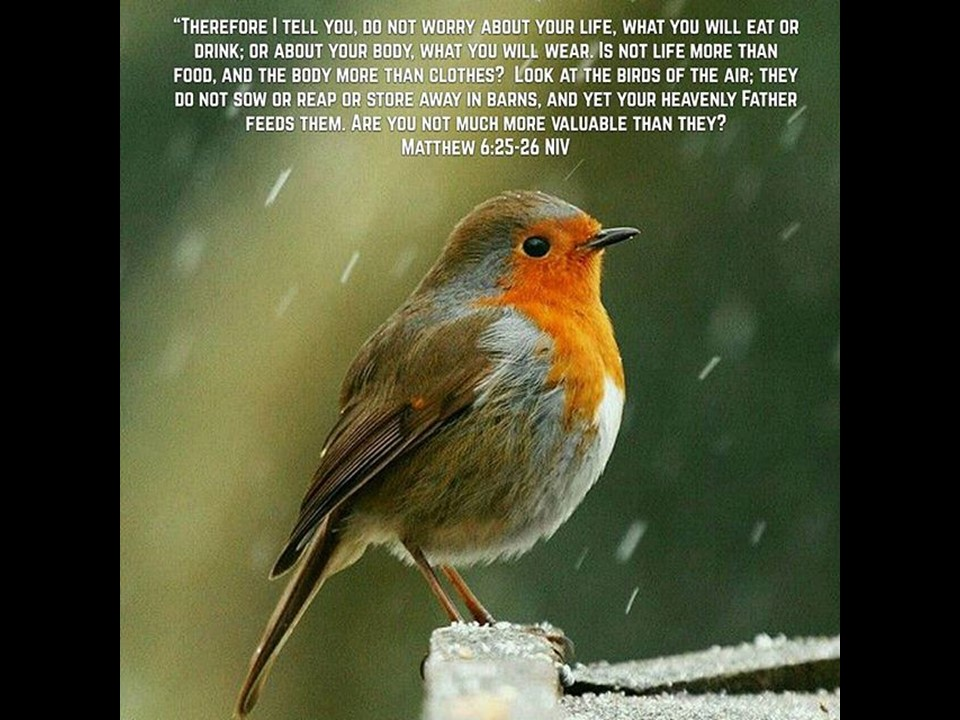 “Therefore I tell you, do not worry about your life, what you will eat or
drink; or about your body, what you will wear. Is not life more than
food, and the body more than clothes? Look at the birds of the air; they
do not sow or reap or store away in barns, and yet your heavenly Father
feeds them. Are you not much more valuable than they?
Matthew 6:25-26 NIV